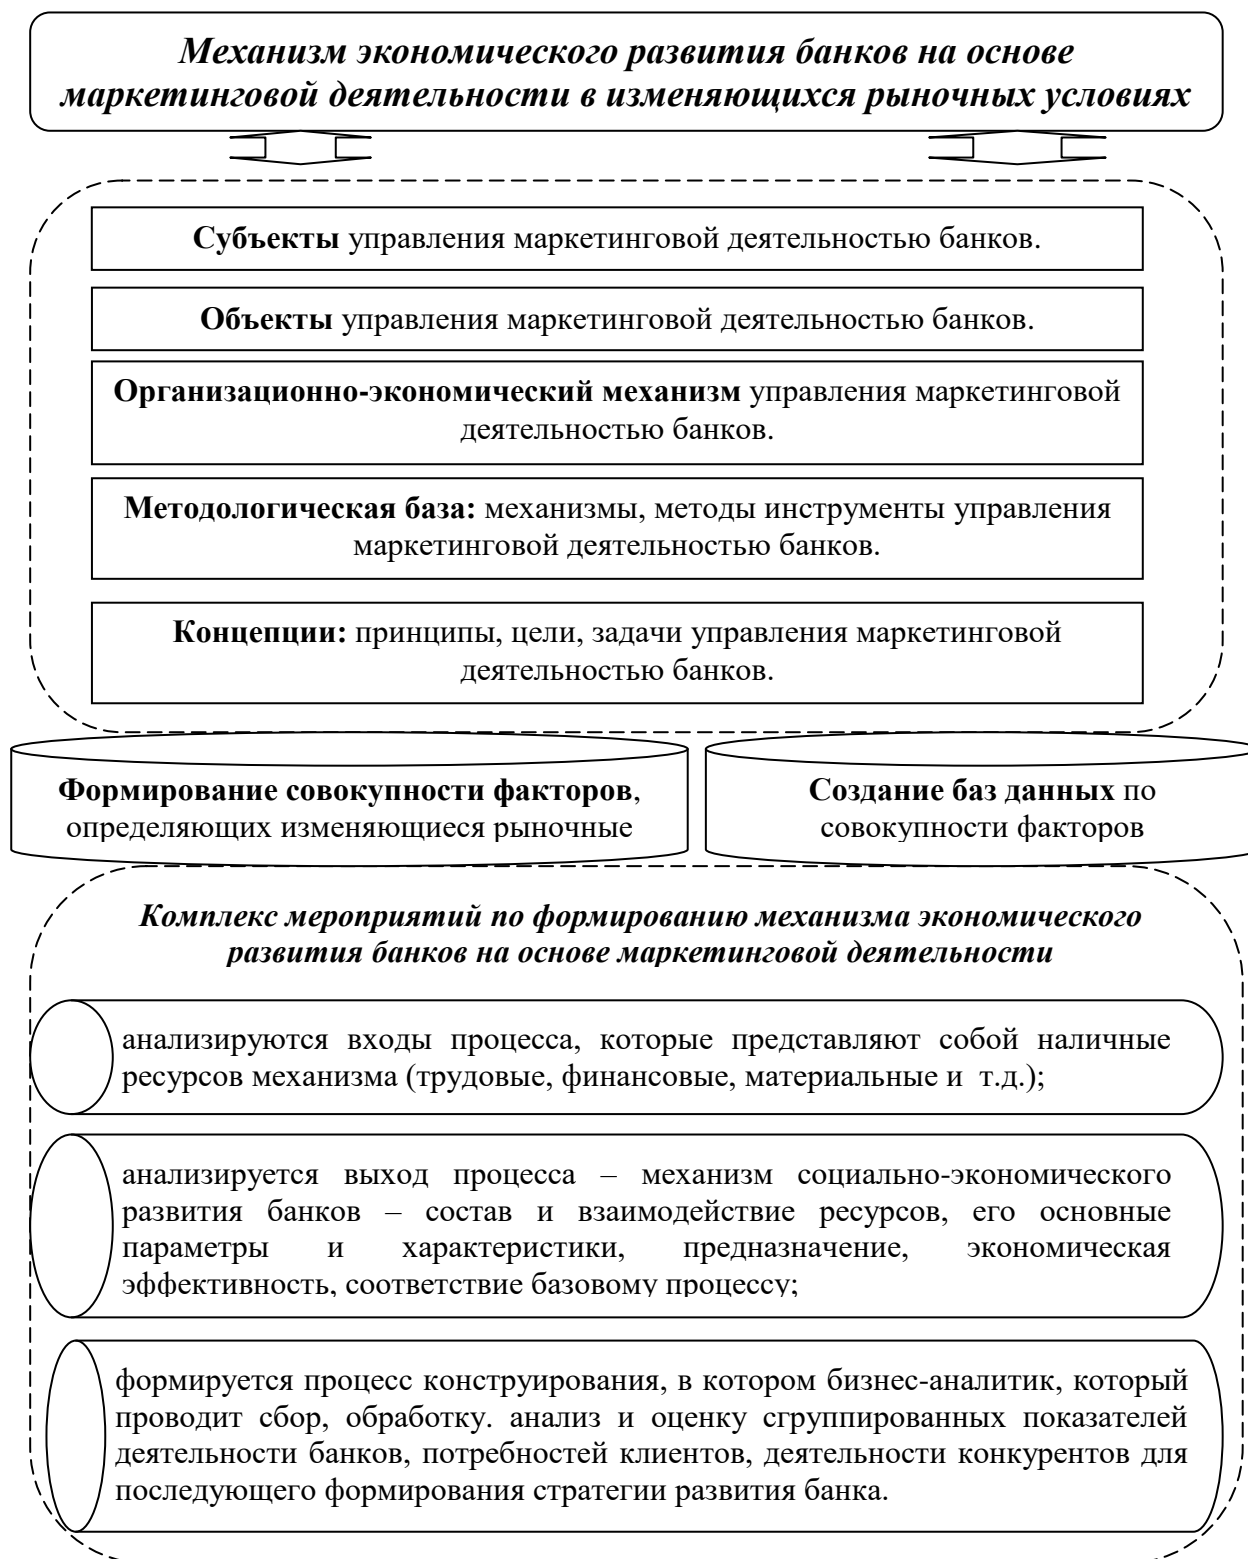 Механизм экономического развития банков на основе
маркетинговой деятельности в изменяющихся рыночных условиях
Субъекты управления маркетинговой деятельностью банков.
Объекты управления маркетинговой деятельностью банков.
Организационно-экономический механизм управления маркетинговой
деятельностью банков.
Методологическая база: механизмы, методы инструменты управления
маркетинговой деятельностью банков.
Концепции: принципы, цели, задачи управления маркетинговой
деятельностью банков.
Формирование совокупности факторов,
определяющих изменяющиеся рыночные
Создание баз данных по
совокупности факторов
Комплекс мероприятий по формированию механизма экономического
развития банков на основе маркетинговой деятельности
анализируются входы процесса, которые представляют собой наличные
ресурсов механизма (трудовые, финансовые, материальные и т.д.);
анализируется выход процесса – механизм социально-экономического
развития банков – состав и взаимодействие ресурсов, его основные
параметры и характеристики, предназначение, экономическая
эффективность, соответствие базовому процессу;
формируется процесс конструирования, в котором бизнес-аналитик, который
проводит сбор, обработку. анализ и оценку сгруппированных показателей
деятельности банков, потребностей клиентов, деятельности конкурентов для
последующего формирования стратегии развития банка.